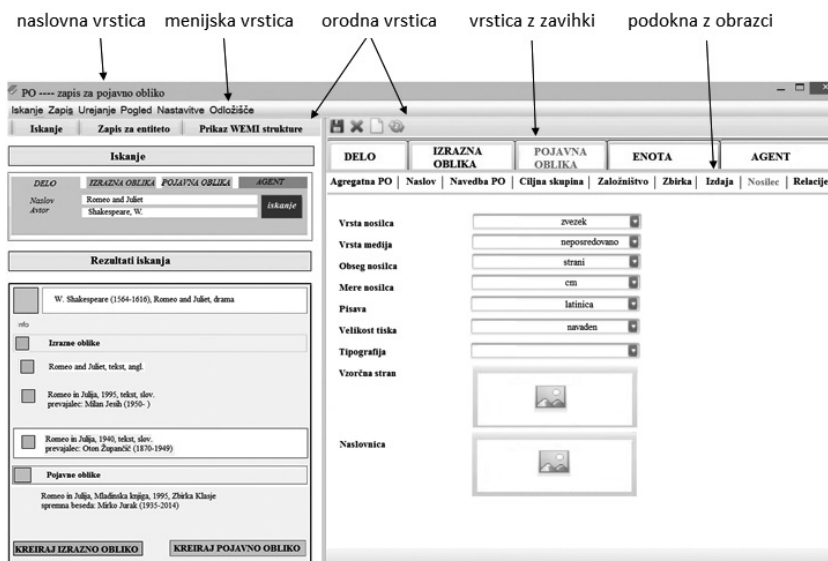 naslovna vrstica menijska vrstica orodna vrstica vrstica z zavihki podokna z obrazci
PO ---- zapis za pojavno obliko
Iskanje Zapis Urejanje Pogled Nastavitve Odložišče
Iskanje Zapis za entiteto Prikaz WEMI strukture
Iskanje
DELO IZRAZNA OBLIKA POJAVNA OBLIKA AGENT
Naslov Romeo and Juliet
Avtor Shakespeare, W.
iskanje
Rezultati iskanja
W. Shakespeare (1564-1616), Romeo and Juliet, drama
info
Izrazne oblike
Romeo and Juliet, tekst, angl.
Romeo in Julija, 1995, tekst, slov.
prevajalec: Milan Jesih (1950- )
Romeo in Julija, 1940, tekst, slov.
prevajalec: Oton Župančič (1870-1949)
Pojavne oblike
Romeo in Julija, Mladinska knjiga, 1995, Zbirka Klasje
spremna beseda: Mirko Jurak (1935-2014)
KREIRAJ IZRAZNO OBLIKO KREIRAJ POJAVNO OBLIKO
DELO IZRAZNA OBLIKA POJAVNA OBLIKA ENOTA AGENT
Agregatna PO | Naslov | Navedba PO | Ciljna skupina | Založništvo | Zbirka | Izdaja | Nosilec | Relacije
Vrsta nosilca zvezek
Vrsta medija neposredovano
Obseg nosilca strani
Mere nosilca cm
Pisava latinica
Velikost tiska navaden
Tipografija
Vzorčna stran
Naslovnica